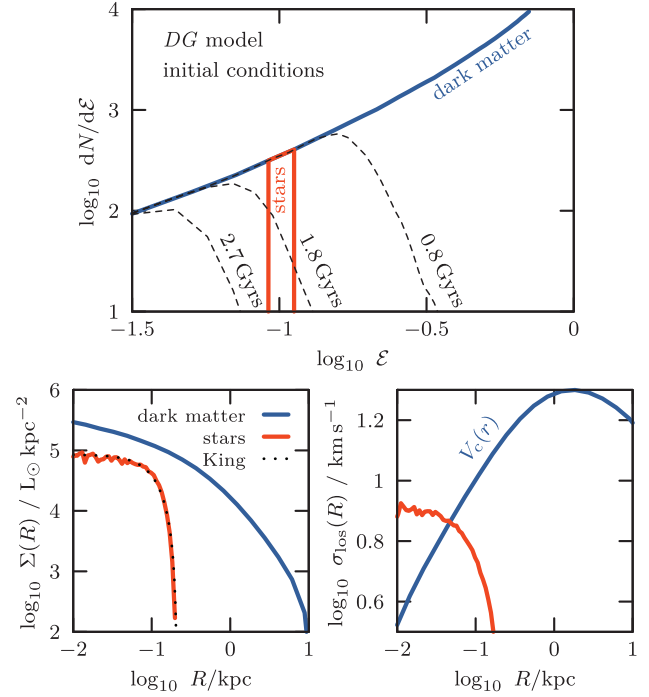 4
DG model
initial conditions
dark matter
3
log₁₀ dN/dℰ
stars
2
2.7 Gyrs
1.8 Gyrs
0.8 Gyrs
1
−1.5
−1
−0.5
0
log₁₀ ℰ
6
dark matter
stars
King
5
4
3
2
log₁₀ Σ(R) / L⊙ kpc⁻²
−2
−1
0
1
log₁₀ R/kpc
1.2
V_c(r)
1
0.8
0.6
log₁₀ σ_los(R) / km s⁻¹
−2
−1
0
1
log₁₀ R/kpc